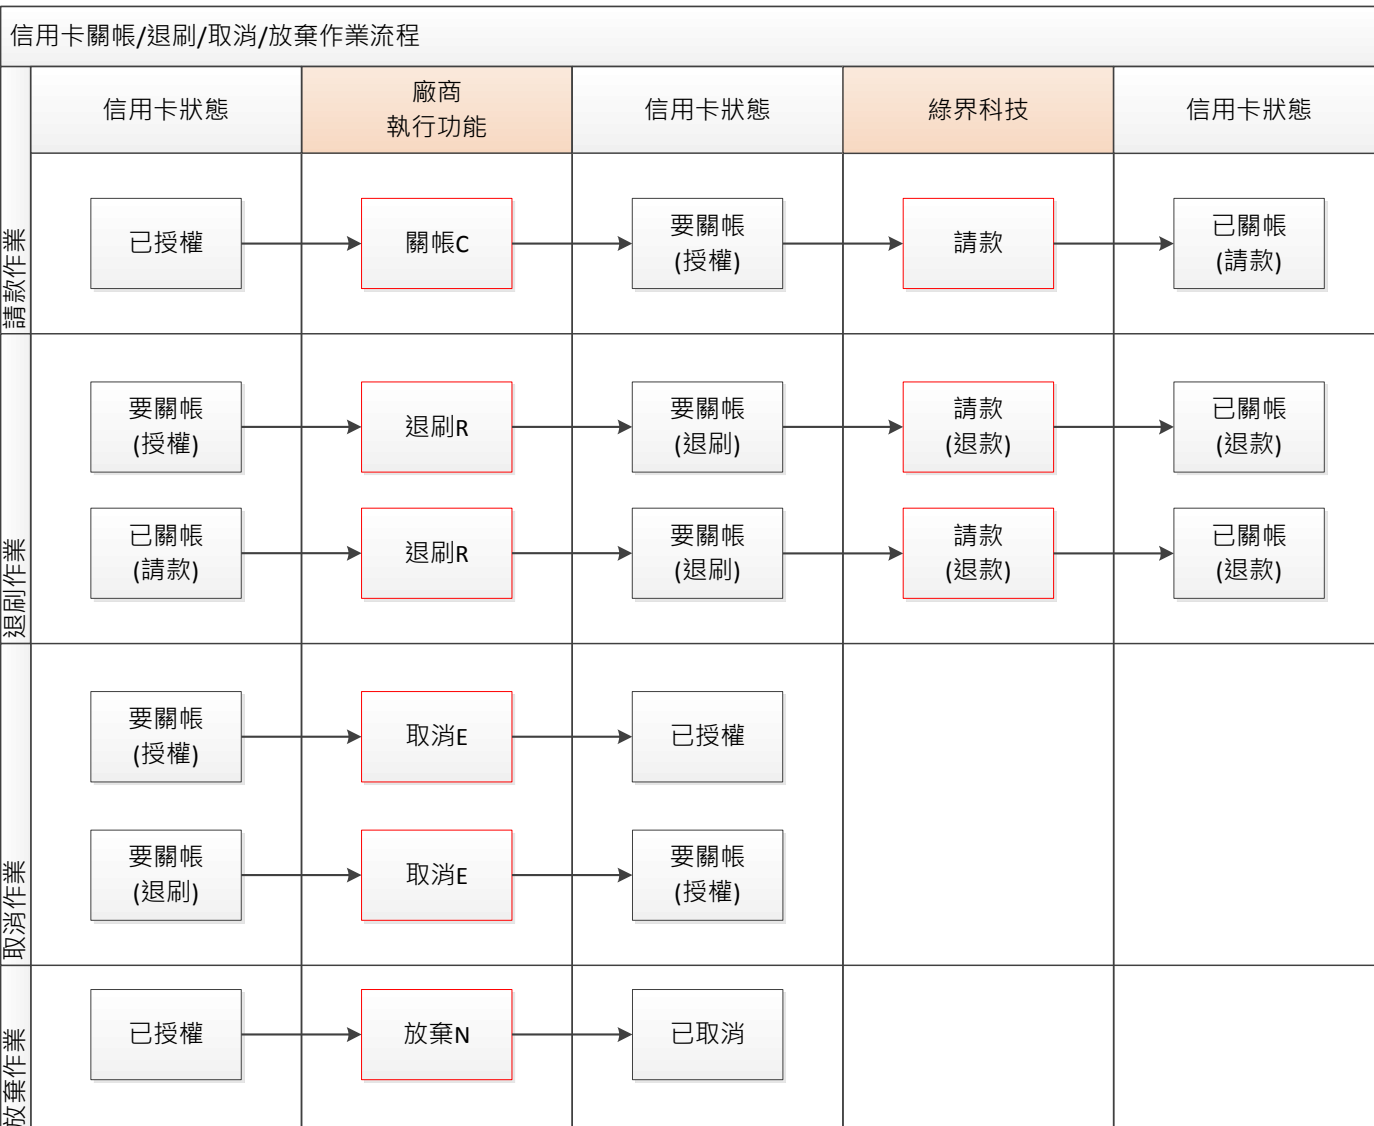 信用卡關帳/退刷/取消/放棄作業流程
信用卡狀態
廠商
執行功能
信用卡狀態
綠界科技
信用卡狀態
請款作業
已授權
關帳C
要關帳
(授權)
請款
已關帳
(請款)
退刷作業
要關帳
(授權)
退刷R
要關帳
(退刷)
請款
(退款)
已關帳
(退款)
已關帳
(請款)
退刷R
要關帳
(退刷)
請款
(退款)
已關帳
(退款)
取消作業
要關帳
(授權)
取消E
已授權
要關帳
(退刷)
取消E
要關帳
(授權)
放棄作業
已授權
放棄N
已取消